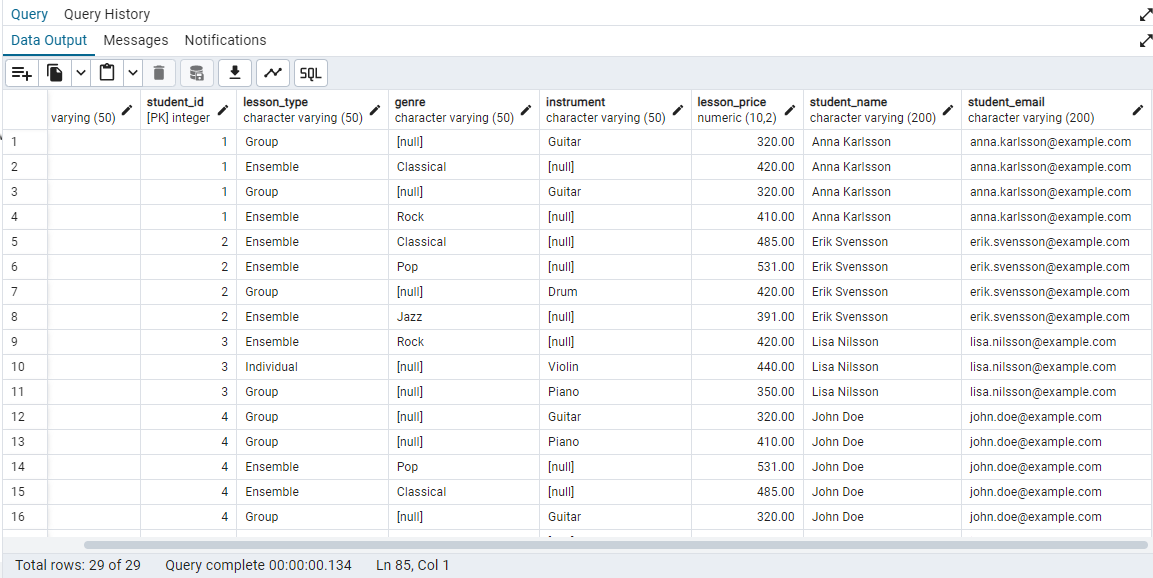 Query Query History
Data Output Messages Notifications
SQL
student_id lesson_type genre instrument lesson_price student_name student_email
varying (50) [PK] integer character varying (50) character varying (50) character varying (50) numeric (10,2) character varying (200) character varying (200)
1 1 Group [null] Guitar 320.00 Anna Karlsson anna.karlsson@example.com
2 1 Ensemble Classical [null] 420.00 Anna Karlsson anna.karlsson@example.com
3 1 Group [null] Guitar 320.00 Anna Karlsson anna.karlsson@example.com
4 1 Ensemble Rock [null] 410.00 Anna Karlsson anna.karlsson@example.com
5 2 Ensemble Classical [null] 485.00 Erik Svensson erik.svensson@example.com
6 2 Ensemble Pop [null] 531.00 Erik Svensson erik.svensson@example.com
7 2 Group [null] Drum 420.00 Erik Svensson erik.svensson@example.com
8 2 Ensemble Jazz [null] 391.00 Erik Svensson erik.svensson@example.com
9 3 Ensemble Rock [null] 420.00 Lisa Nilsson lisa.nilsson@example.com
10 3 Individual [null] Violin 440.00 Lisa Nilsson lisa.nilsson@example.com
11 3 Group [null] Piano 350.00 Lisa Nilsson lisa.nilsson@example.com
12 4 Group [null] Guitar 320.00 John Doe john.doe@example.com
13 4 Group [null] Piano 410.00 John Doe john.doe@example.com
14 4 Ensemble Pop [null] 531.00 John Doe john.doe@example.com
15 4 Ensemble Classical [null] 485.00 John Doe john.doe@example.com
16 4 Group [null] Guitar 320.00 John Doe john.doe@example.com
Total rows: 29 of 29 Query complete 00:00:00.134 Ln 85, Col 1